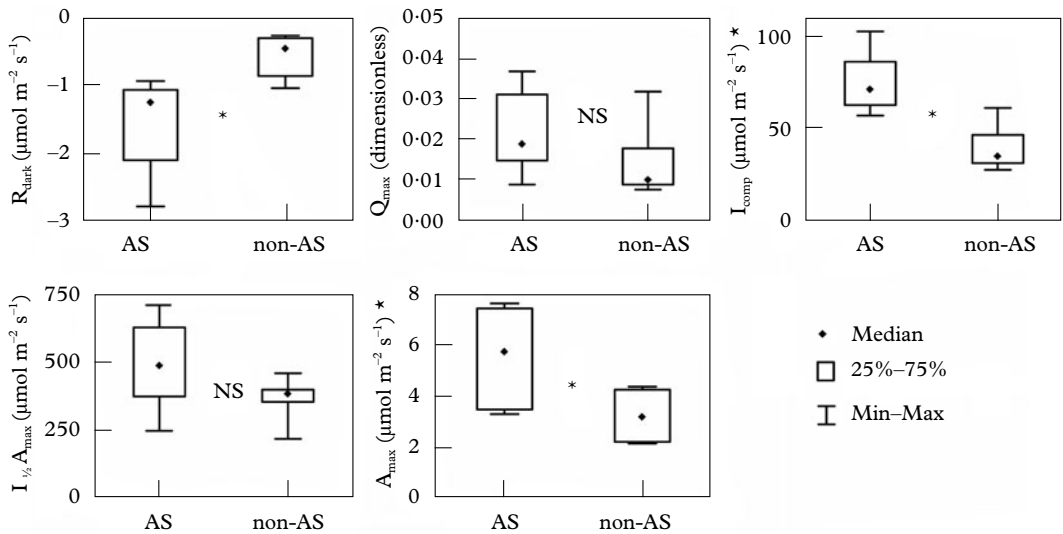 R_dark (μmol m⁻² s⁻¹)
0
−1
−2
−3
*
AS
non-AS
Q_max (dimensionless)
0·05
0·04
0·03
0·02
0·01
0·00
NS
AS
non-AS
I_comp (μmol m⁻² s⁻¹) ★
100
50
0
*
AS
non-AS
I ½ A_max (μmol m⁻² s⁻¹)
750
500
250
0
NS
AS
non-AS
A_max (μmol m⁻² s⁻¹) ★
8
6
4
2
0
*
AS
non-AS
Median
25%–75%
Min–Max